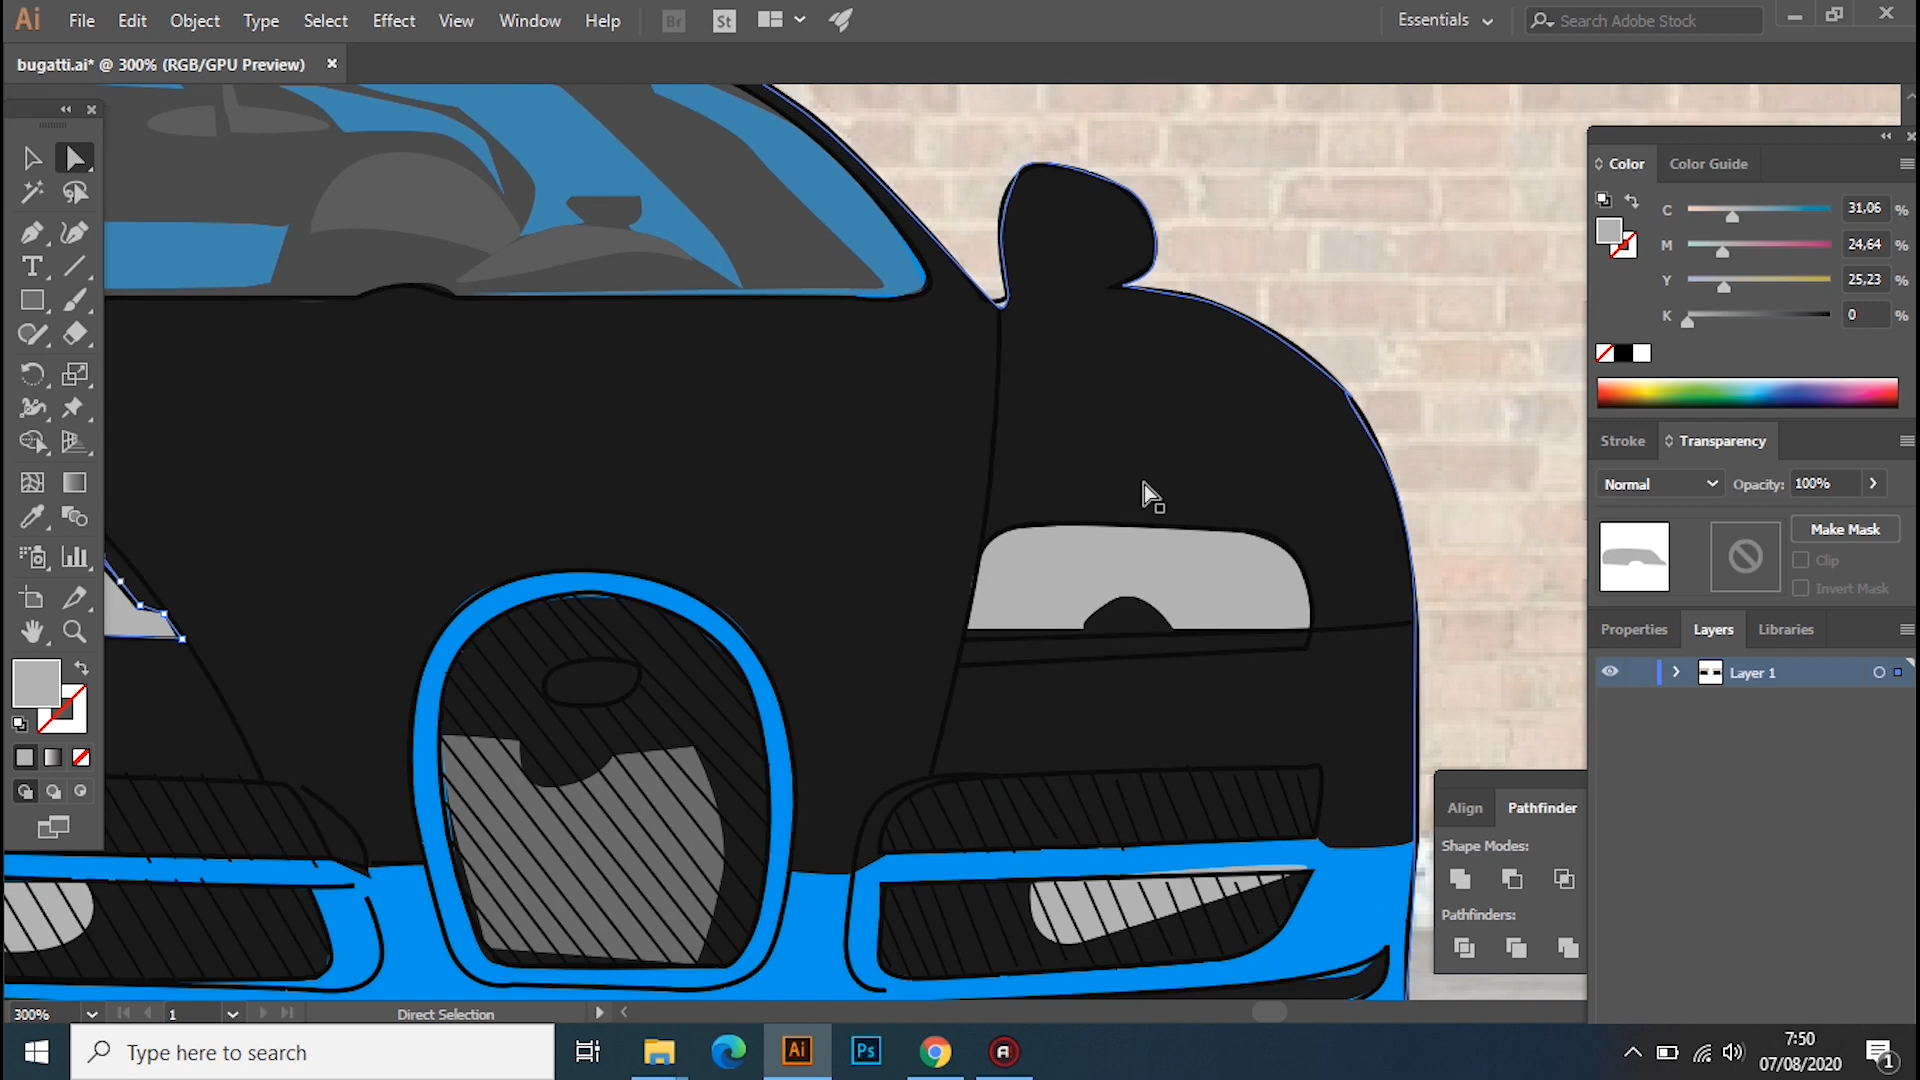 Ai File Edit Object Type Select Effect View Window Help Br St Essentials Search Adobe Stock
bugatti.ai* @ 300% (RGB/GPU Preview)
Color Color Guide
C 31,06 %
M 24,64 %
Y 25,23 %
K 0 %
Stroke Transparency
Normal Opacity: 100%
Make Mask
Clip
Invert Mask
Properties Layers Libraries
Layer 1
Align Pathfinder
Shape Modes:
Pathfinders:
300% 1 Direct Selection
Type here to search
Ai Ps
7:50
07/08/2020
1